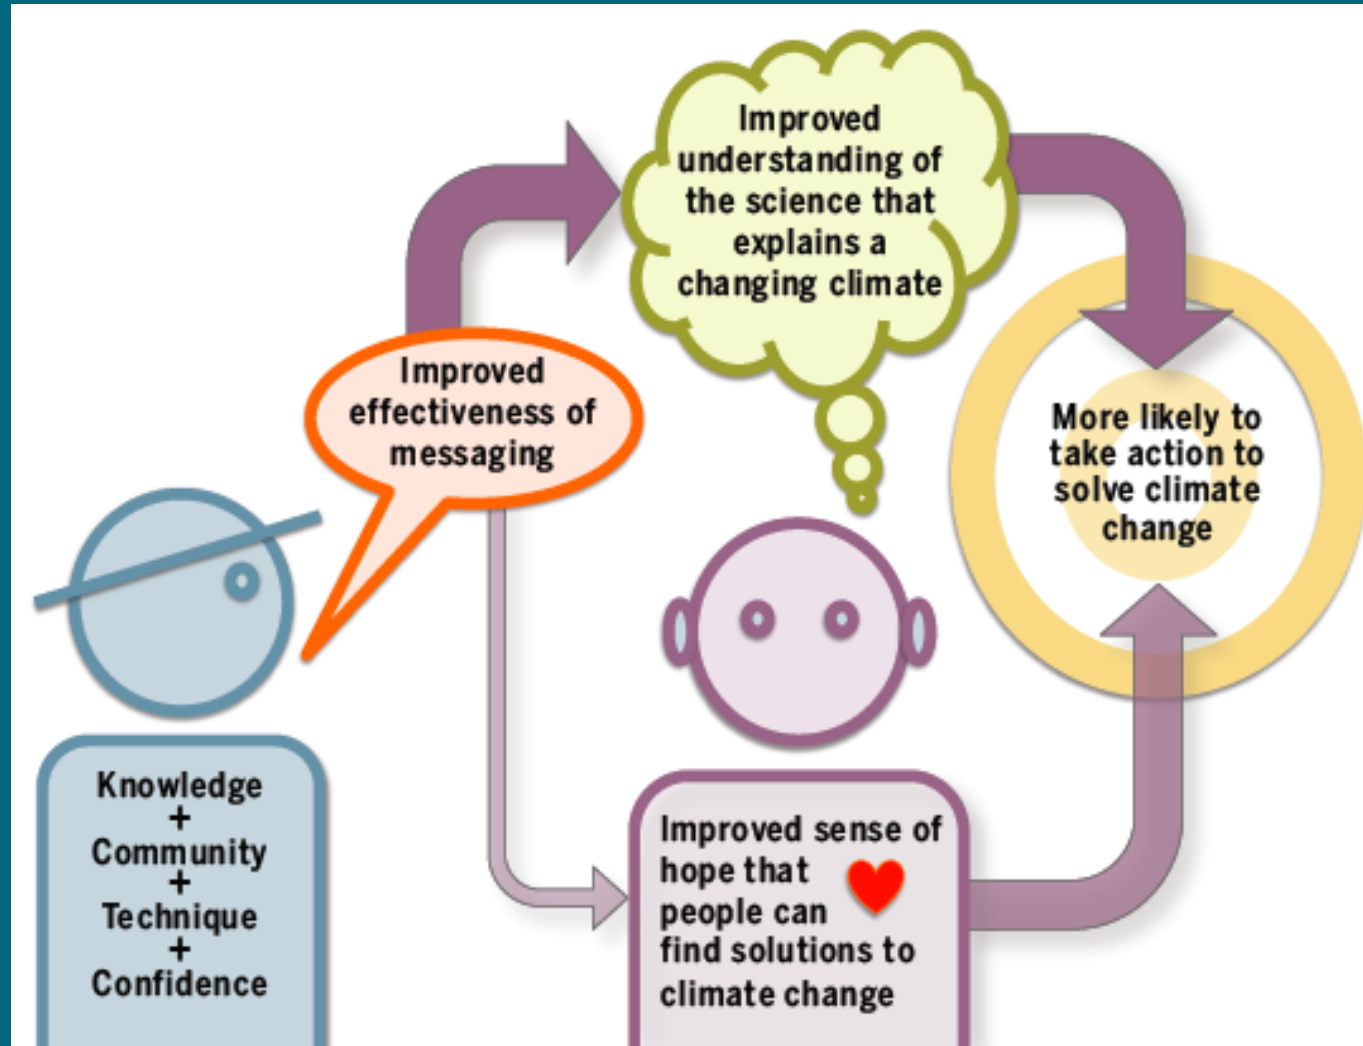 Improved
understanding of
the science that
explains a
changing climate
Improved
effectiveness of
messaging
More likely to
take action to
solve climate
change
Knowledge
+
Community
+
Technique
+
Confidence
Improved sense of
hope that
people can
find solutions to
climate change